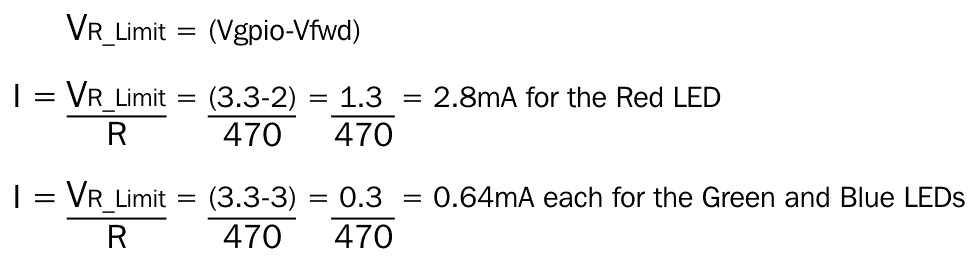 VR_Limit = (Vgpio-Vfwd)
I = VR_Limit = (3.3-2) = 1.3 = 2.8mA for the Red LED
R 470 470
I = VR_Limit = (3.3-3) = 0.3 = 0.64mA each for the Green and Blue LEDs
R 470 470